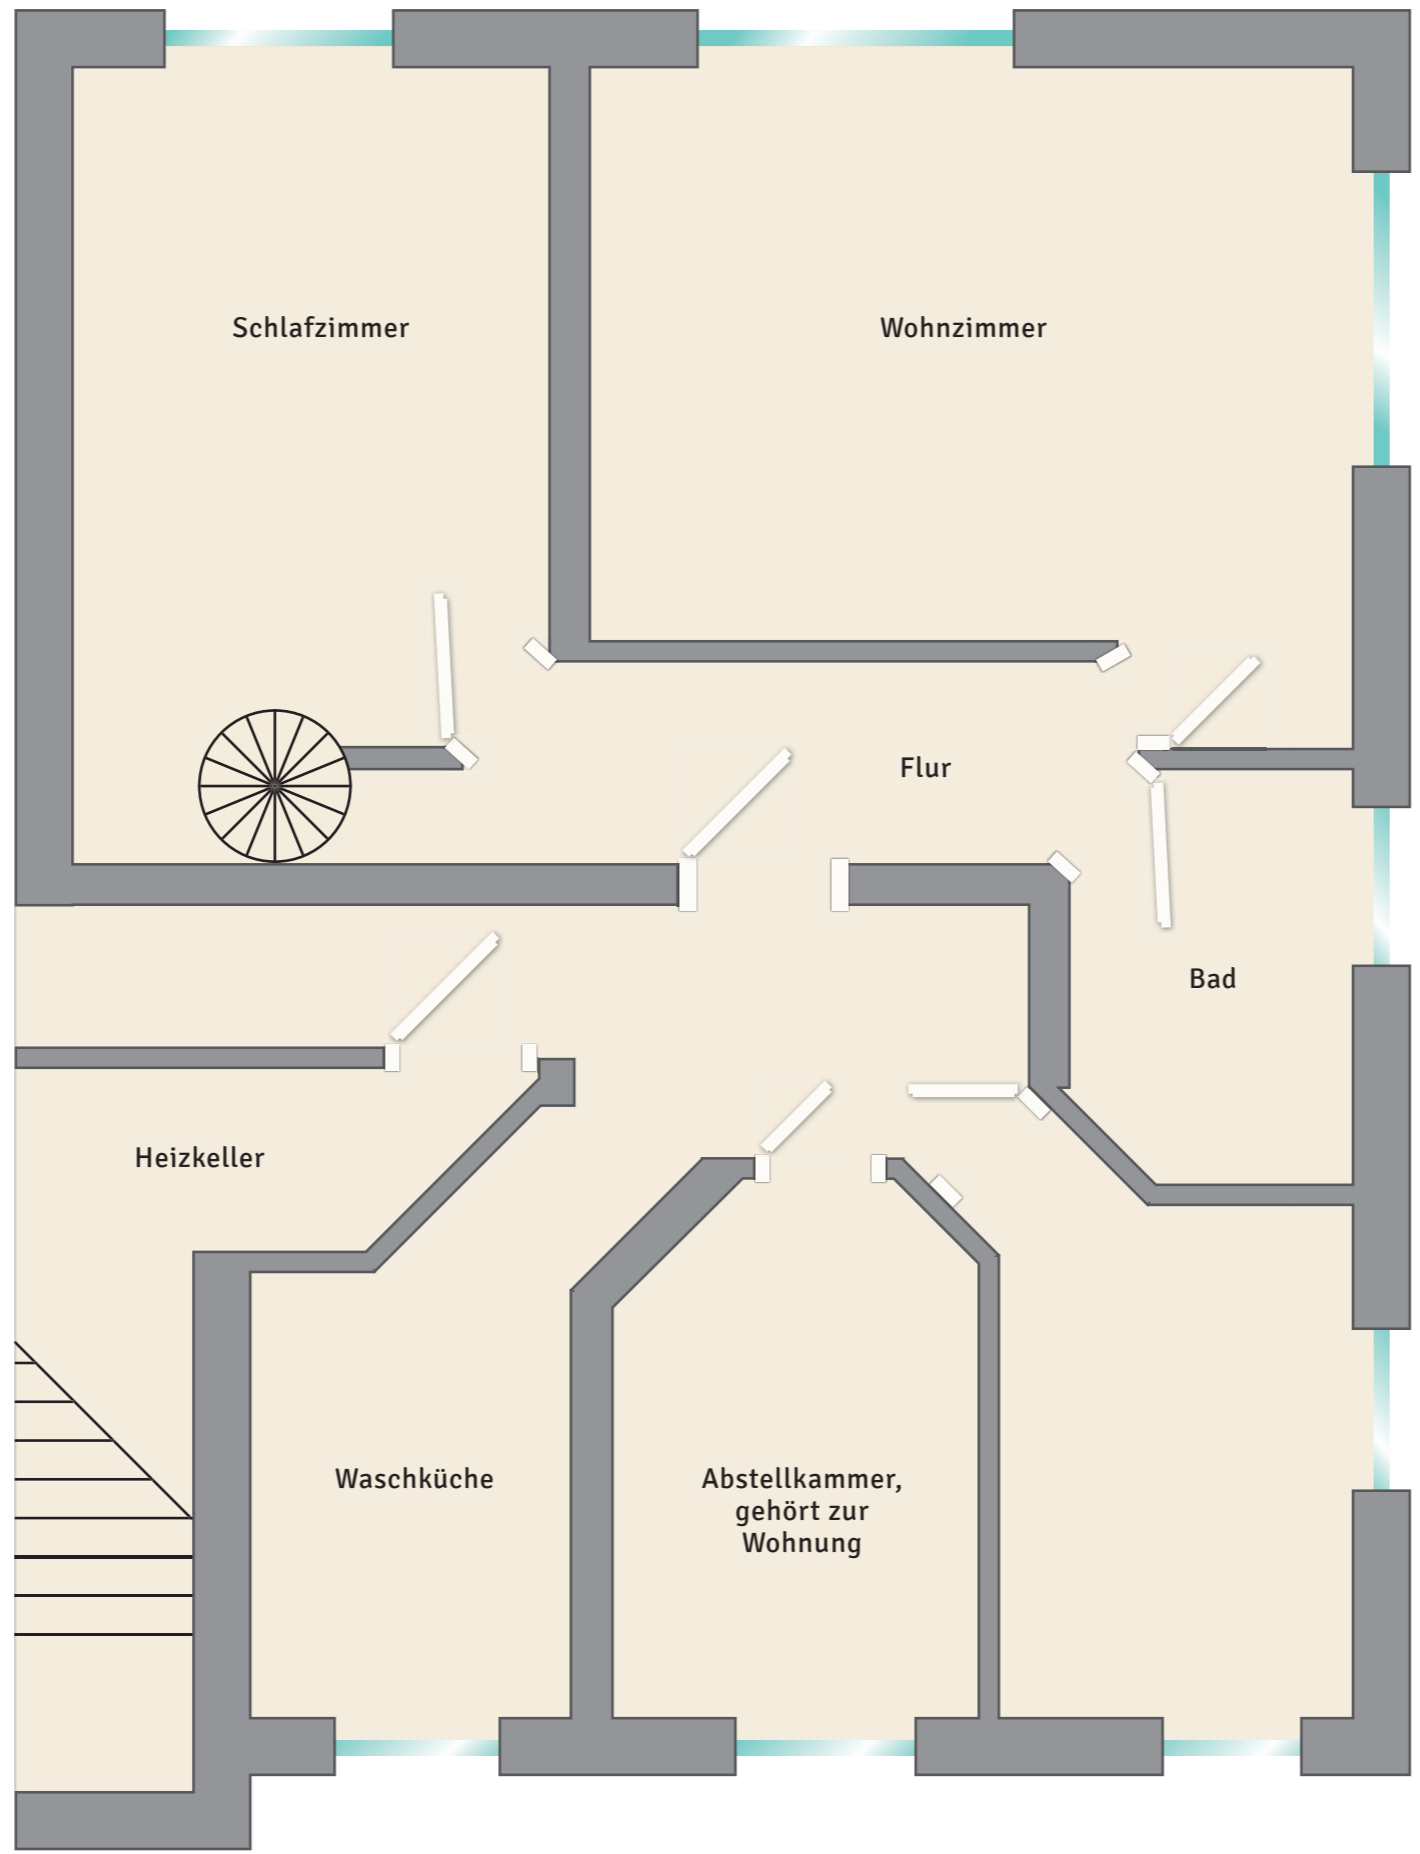 Schlafzimmer
Wohnzimmer
Flur
Bad
Heizkeller
Waschküche
Abstellkammer,
gehört zur
Wohnung